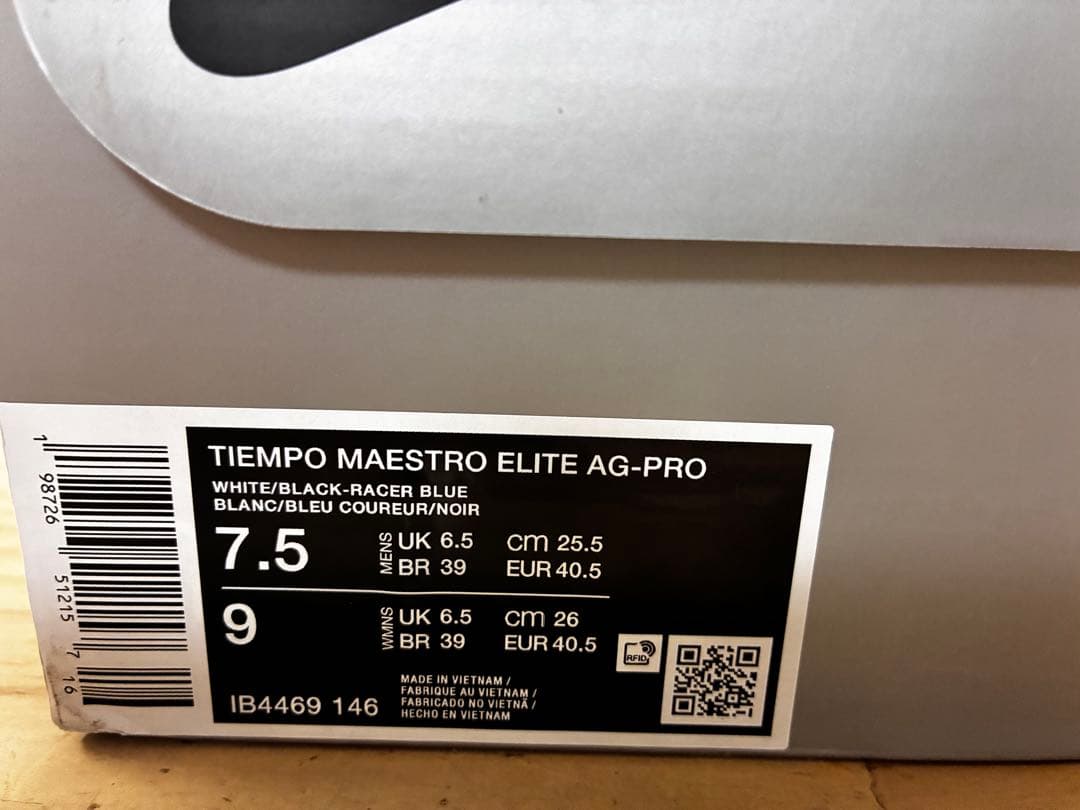 TIEMPO MAESTRO ELITE AG-PRO
WHITE/BLACK-RACER BLUE
BLANC/BLEU COUREUR/NOIR
7.5 MENS UK 6.5 cm 25.5
BR 39 EUR 40.5
9 WMNS UK 6.5 cm 26
BR 39 EUR 40.5
RFID
IB4469 146
MADE IN VIETNAM /
FABRIQUE AU VIETNAM /
FABRICADO NO VIETNÃ /
HECHO EN VIETNAM
1 98726 51215 7 16